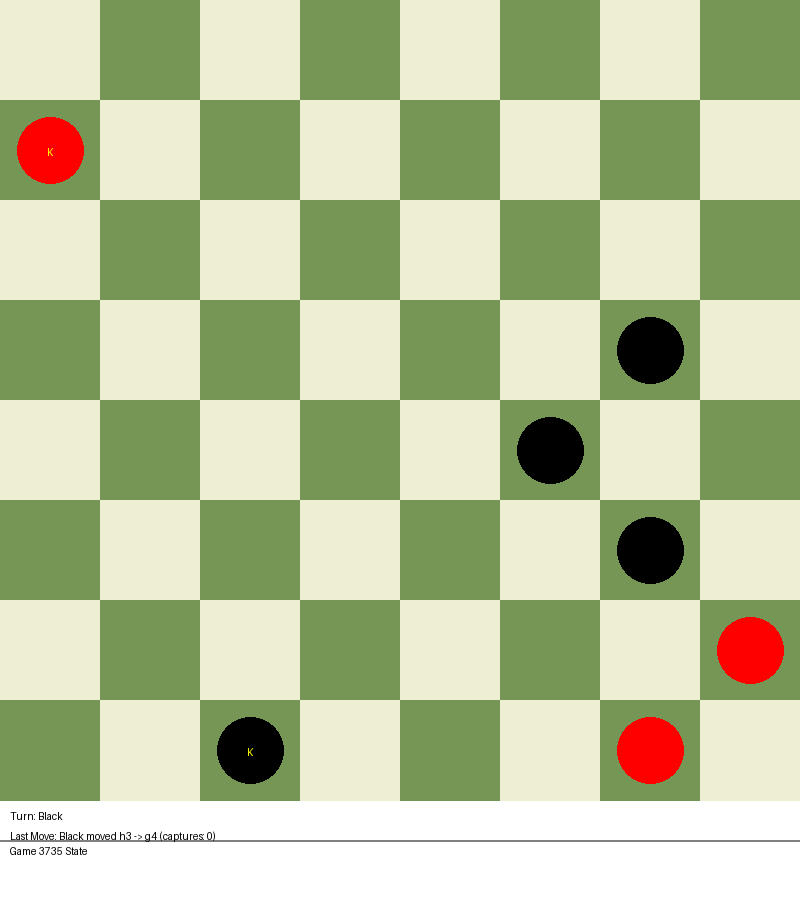 K
K
Turn: Black
Last Move: Black moved h3 -> g4 (captures: 0)
Game 3735 State